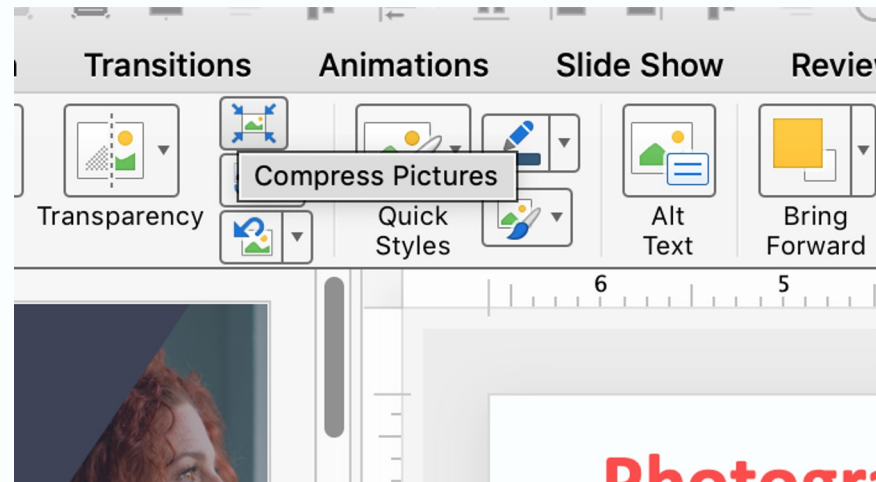 Transitions Animations Slide Show
Compress Pictures
Transparency Quick Styles Alt Text Bring Forward
6 5